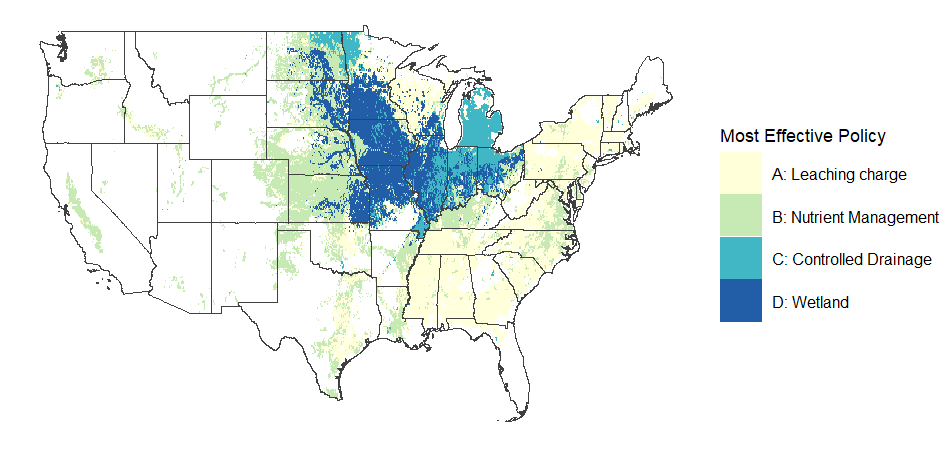 Most Effective Policy
A: Leaching charge
B: Nutrient Management
C: Controlled Drainage
D: Wetland